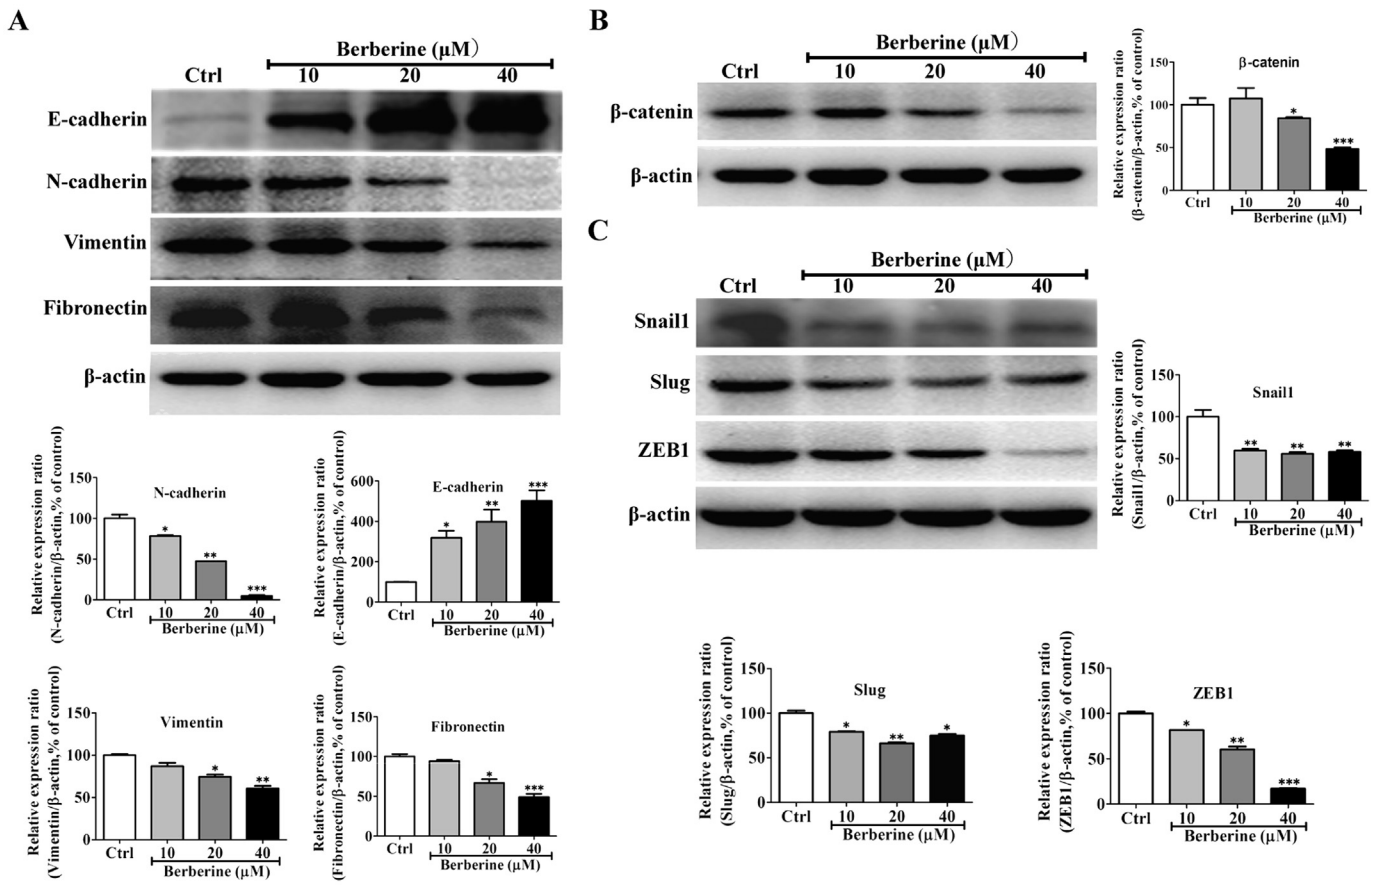 A
Berberine (μM)
Ctrl 10 20 40
E-cadherin
N-cadherin
Vimentin
Fibronectin
β-actin
Relative expression ratio
(N-cadherin/β-actin,% of control)
150
100
50
0
N-cadherin
*
**
***
Ctrl 10 20 40
Berberine (μM)
Relative expression ratio
(E-cadherin/β-actin,% of control)
600
400
200
0
E-cadherin
*
**
***
Ctrl 10 20 40
Berberine (μM)
Relative expression ratio
(Vimentin/β-actin,% of control)
150
100
50
0
Vimentin
*
**
Ctrl 10 20 40
Berberine (μM)
Relative expression ratio
(Fibronectin/β-actin,% of control)
150
100
50
0
Fibronectin
*
***
Ctrl 10 20 40
Berberine (μM)
B
Berberine (μM)
Ctrl 10 20 40
β-catenin
β-actin
Relative expression ratio
(β-catenin/β-actin,% of control)
150
100
50
0
β-catenin
*
***
Ctrl 10 20 40
Berberine (μM)
C
Berberine (μM)
Ctrl 10 20 40
Snail1
Slug
ZEB1
β-actin
Relative expression ratio
(Snail1/β-actin,% of control)
150
100
50
0
Snail1
** ** **
Ctrl 10 20 40
Berberine (μM)
Relative expression ratio
(Slug/β-actin,% of control)
150
100
50
0
Slug
*
**
*
Ctrl 10 20 40
Berberine (μM)
Relative expression ratio
(ZEB1/β-actin,% of control)
150
100
50
0
ZEB1
*
**
***
Ctrl 10 20 40
Berberine (μM)